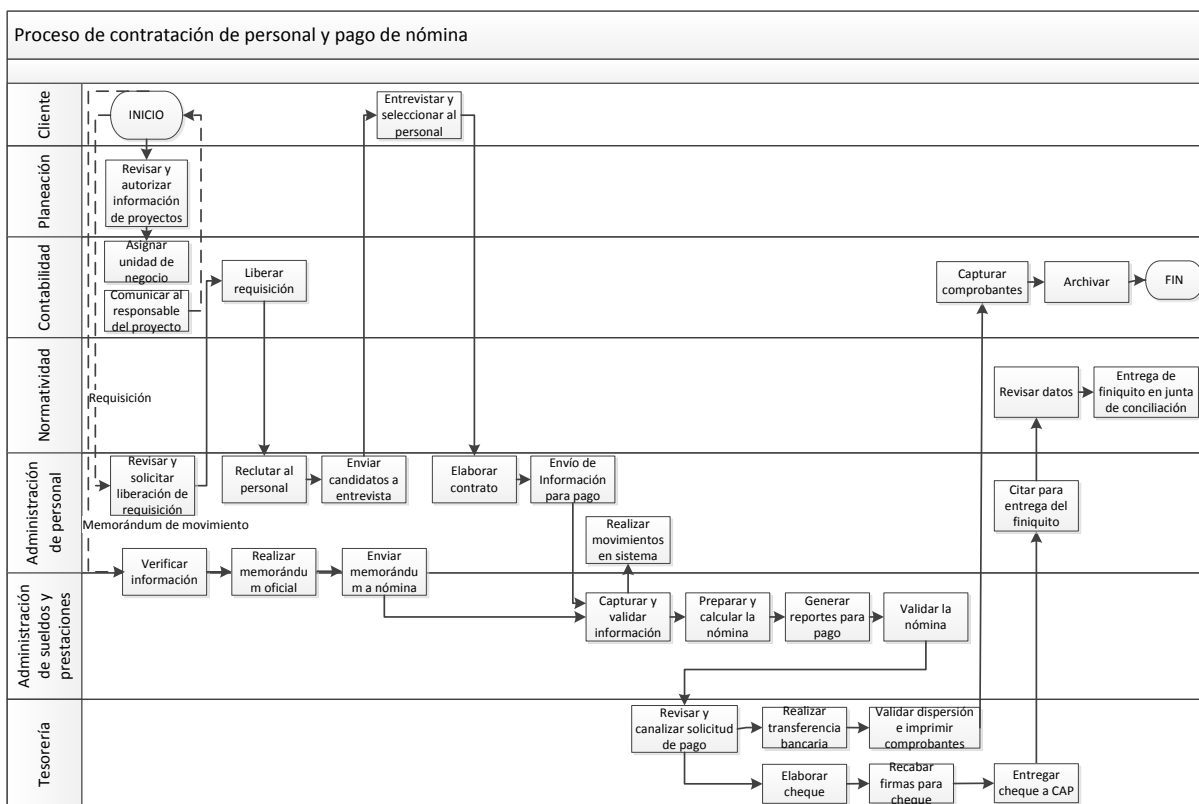 Proceso de contratación de personal y pago de nómina
Cliente
INICIO
Entrevistar y
seleccionar al
personal
Planeación
Revisar y
autorizar
información
de proyectos
Contabilidad
Asignar
unidad de
negocio
Comunicar al
responsable
del proyecto
Liberar
requisición
Capturar
comprobantes
Archivar
FIN
Normatividad
Requisición
Revisar datos
Entrega de
finiquito en junta
de conciliación
Administración
de personal
Revisar y
solicitar
liberación de
requisición
Reclutar al
personal
Enviar
candidatos a
entrevista
Elaborar
contrato
Envío de
Información
para pago
Citar para
entrega del
finiquito
Memorándum de movimiento
Realizar
movimientos
en sistema
Verificar
información
Realizar
memorándu
m oficial
Enviar
memorándu
m a nómina
Administración
de sueldos y
prestaciones
Capturar y
validar
información
Preparar y
calcular la
nómina
Generar
reportes para
pago
Validar la
nómina
Tesorería
Revisar y
canalizar solicitud
de pago
Realizar
transferencia
bancaria
Validar dispersión
e imprimir
comprobantes
Elaborar
cheque
Recabar
firmas para
cheque
Entregar
cheque a CAP